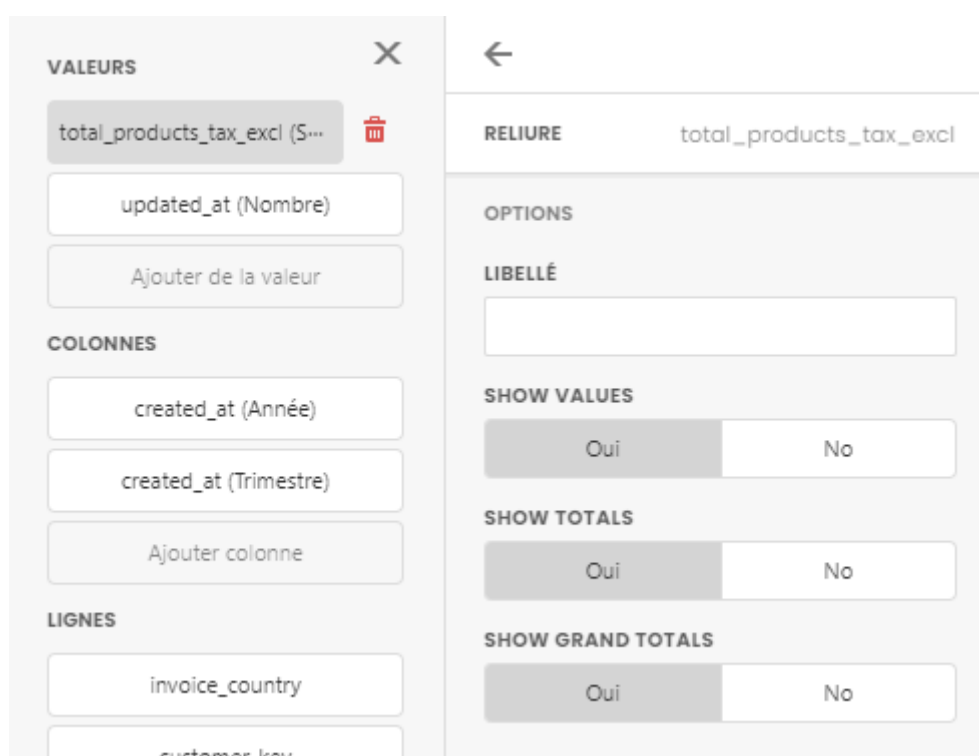 VALEURS
total_products_tax_excl (S...
updated_at (Nombre)
Ajouter de la valeur
COLONNES
created_at (Année)
created_at (Trimestre)
Ajouter colonne
LIGNES
invoice_country
customer_key
RELIURE
total_products_tax_excl
OPTIONS
LIBELLÉ
SHOW VALUES
Oui
No
SHOW TOTALS
Oui
No
SHOW GRAND TOTALS
Oui
No